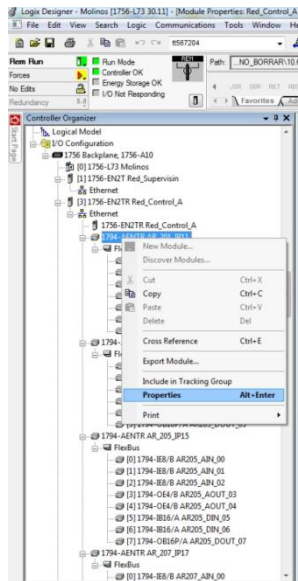 Logix Designer - Molinos [1756-L73 30.11] - [Module Properties: Red_Control_A
File Edit View Search Logic Communications Tools Window H
tt567204
Rem Run
Run Mode
Path:
_NO_BORRAR\10.
Forces
Controller OK
No Edits
Energy Storage OK
Redundancy
I/O Not Responding
Favorites
Controller Organizer
Start Page
Logical Model
I/O Configuration
1756 Backplane, 1756-A10
[0] 1756-L73 Molinos
[1] 1756-EN2T Red_Supervisin
Ethernet
[3] 1756-EN2TR Red_Control_A
Ethernet
1756-EN2TR Red_Control_A
New Module...
Discover Modules...
Cut Ctrl+X
Copy Ctrl+C
Paste Ctrl+V
Delete Del
Cross Reference Ctrl+E
Export Module...
Include in Tracking Group
Properties Alt+Enter
Print
1794-AENTR AR_205_IP15
FlexBus
[0] 1794-IE8/B AR205_AIN_00
[1] 1794-IE8/B AR205_AIN_01
[2] 1794-IE8/B AR205_AIN_02
[3] 1794-OE4/B AR205_AOUT_03
[4] 1794-OE4/B AR205_AOUT_04
[5] 1794-IB16/A AR205_DIN_05
[6] 1794-IB16/A AR205_DIN_06
[7] 1794-OB16P/A AR205_DOUT_07
1794-AENTR AR_207_IP17
FlexBus
[0] 1794-IE8/B AR207_AIN_00